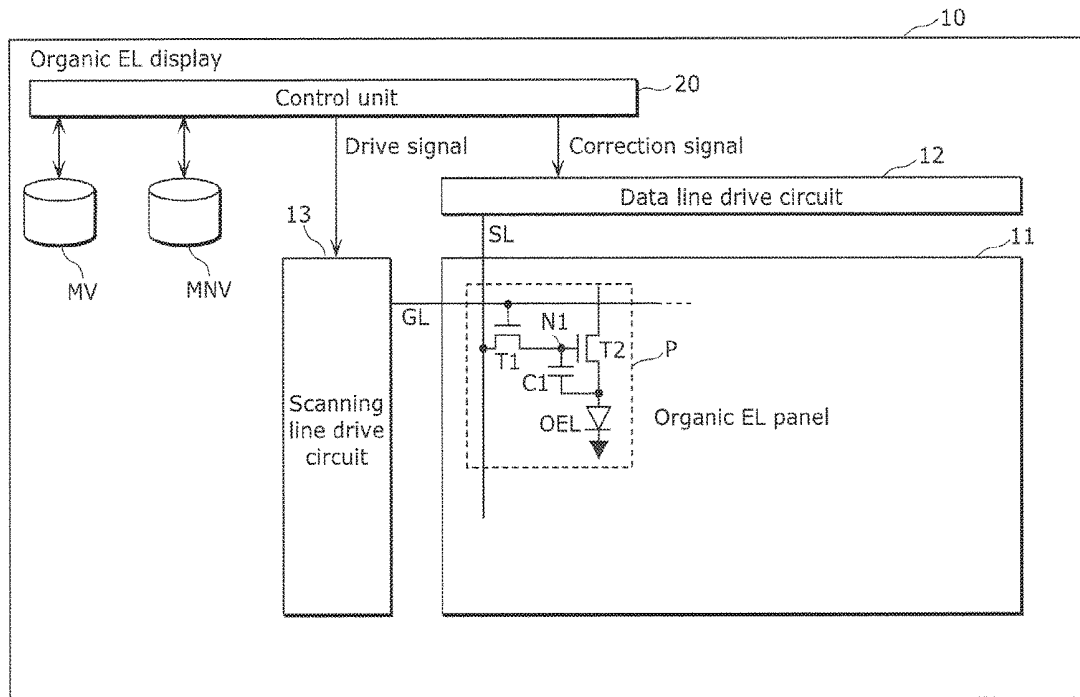 10
Organic EL display
Control unit
20
Drive signal
Correction signal
12
Data line drive circuit
13
SL
11
MV
MNV
GL
N1
T1
T2
P
C1
Scanning
line drive
circuit
OEL
Organic EL panel